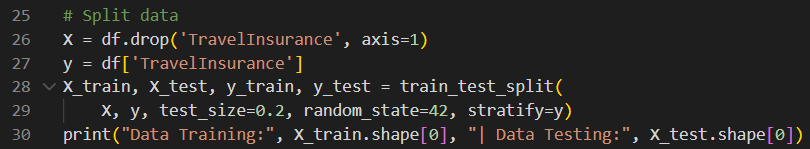 25 # Split data
26 X = df.drop('TravelInsurance', axis=1)
27 y = df['TravelInsurance']
28 X_train, X_test, y_train, y_test = train_test_split(
29     X, y, test_size=0.2, random_state=42, stratify=y)
30 print("Data Training:", X_train.shape[0], "| Data Testing:", X_test.shape[0])